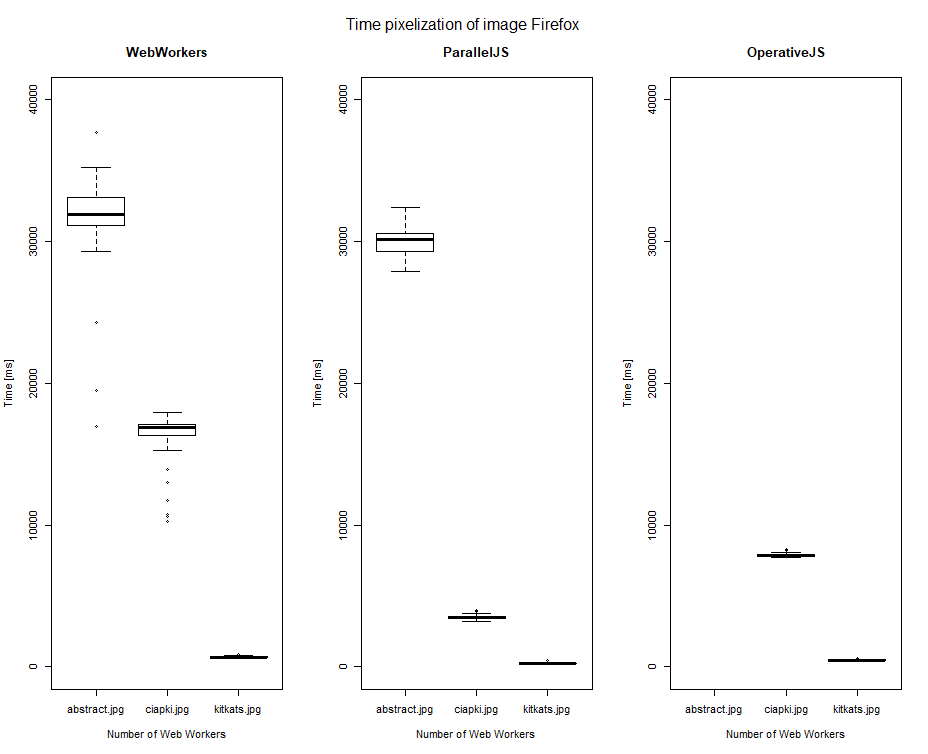 Time pixelization of image Firefox
WebWorkers
ParallelJS
OperativeJS
Time [ms]
40000
30000
20000
10000
0
abstract.jpg
ciapki.jpg
kitkats.jpg
Number of Web Workers
Time [ms]
40000
30000
20000
10000
0
abstract.jpg
ciapki.jpg
kitkats.jpg
Number of Web Workers
Time [ms]
40000
30000
20000
10000
0
abstract.jpg
ciapki.jpg
kitkats.jpg
Number of Web Workers